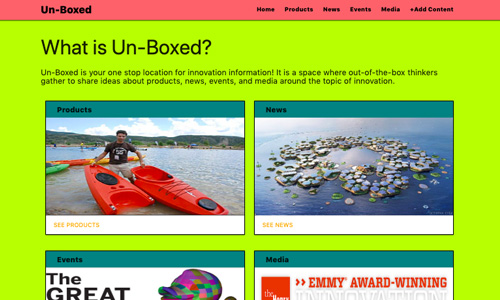 Un-Boxed
Home Products News Events Media +Add Content
What is Un-Boxed?
Un-Boxed is your one stop location for innovation information! It is a space where out-of-the-box thinkers
gather to share ideas about products, news, events, and media around the topic of innovation.
Products
News
SEE PRODUCTS
SEE NEWS
Events
Media
The
GREAT
the
>> EMMY® AWARD-WINNING
INNOVATION